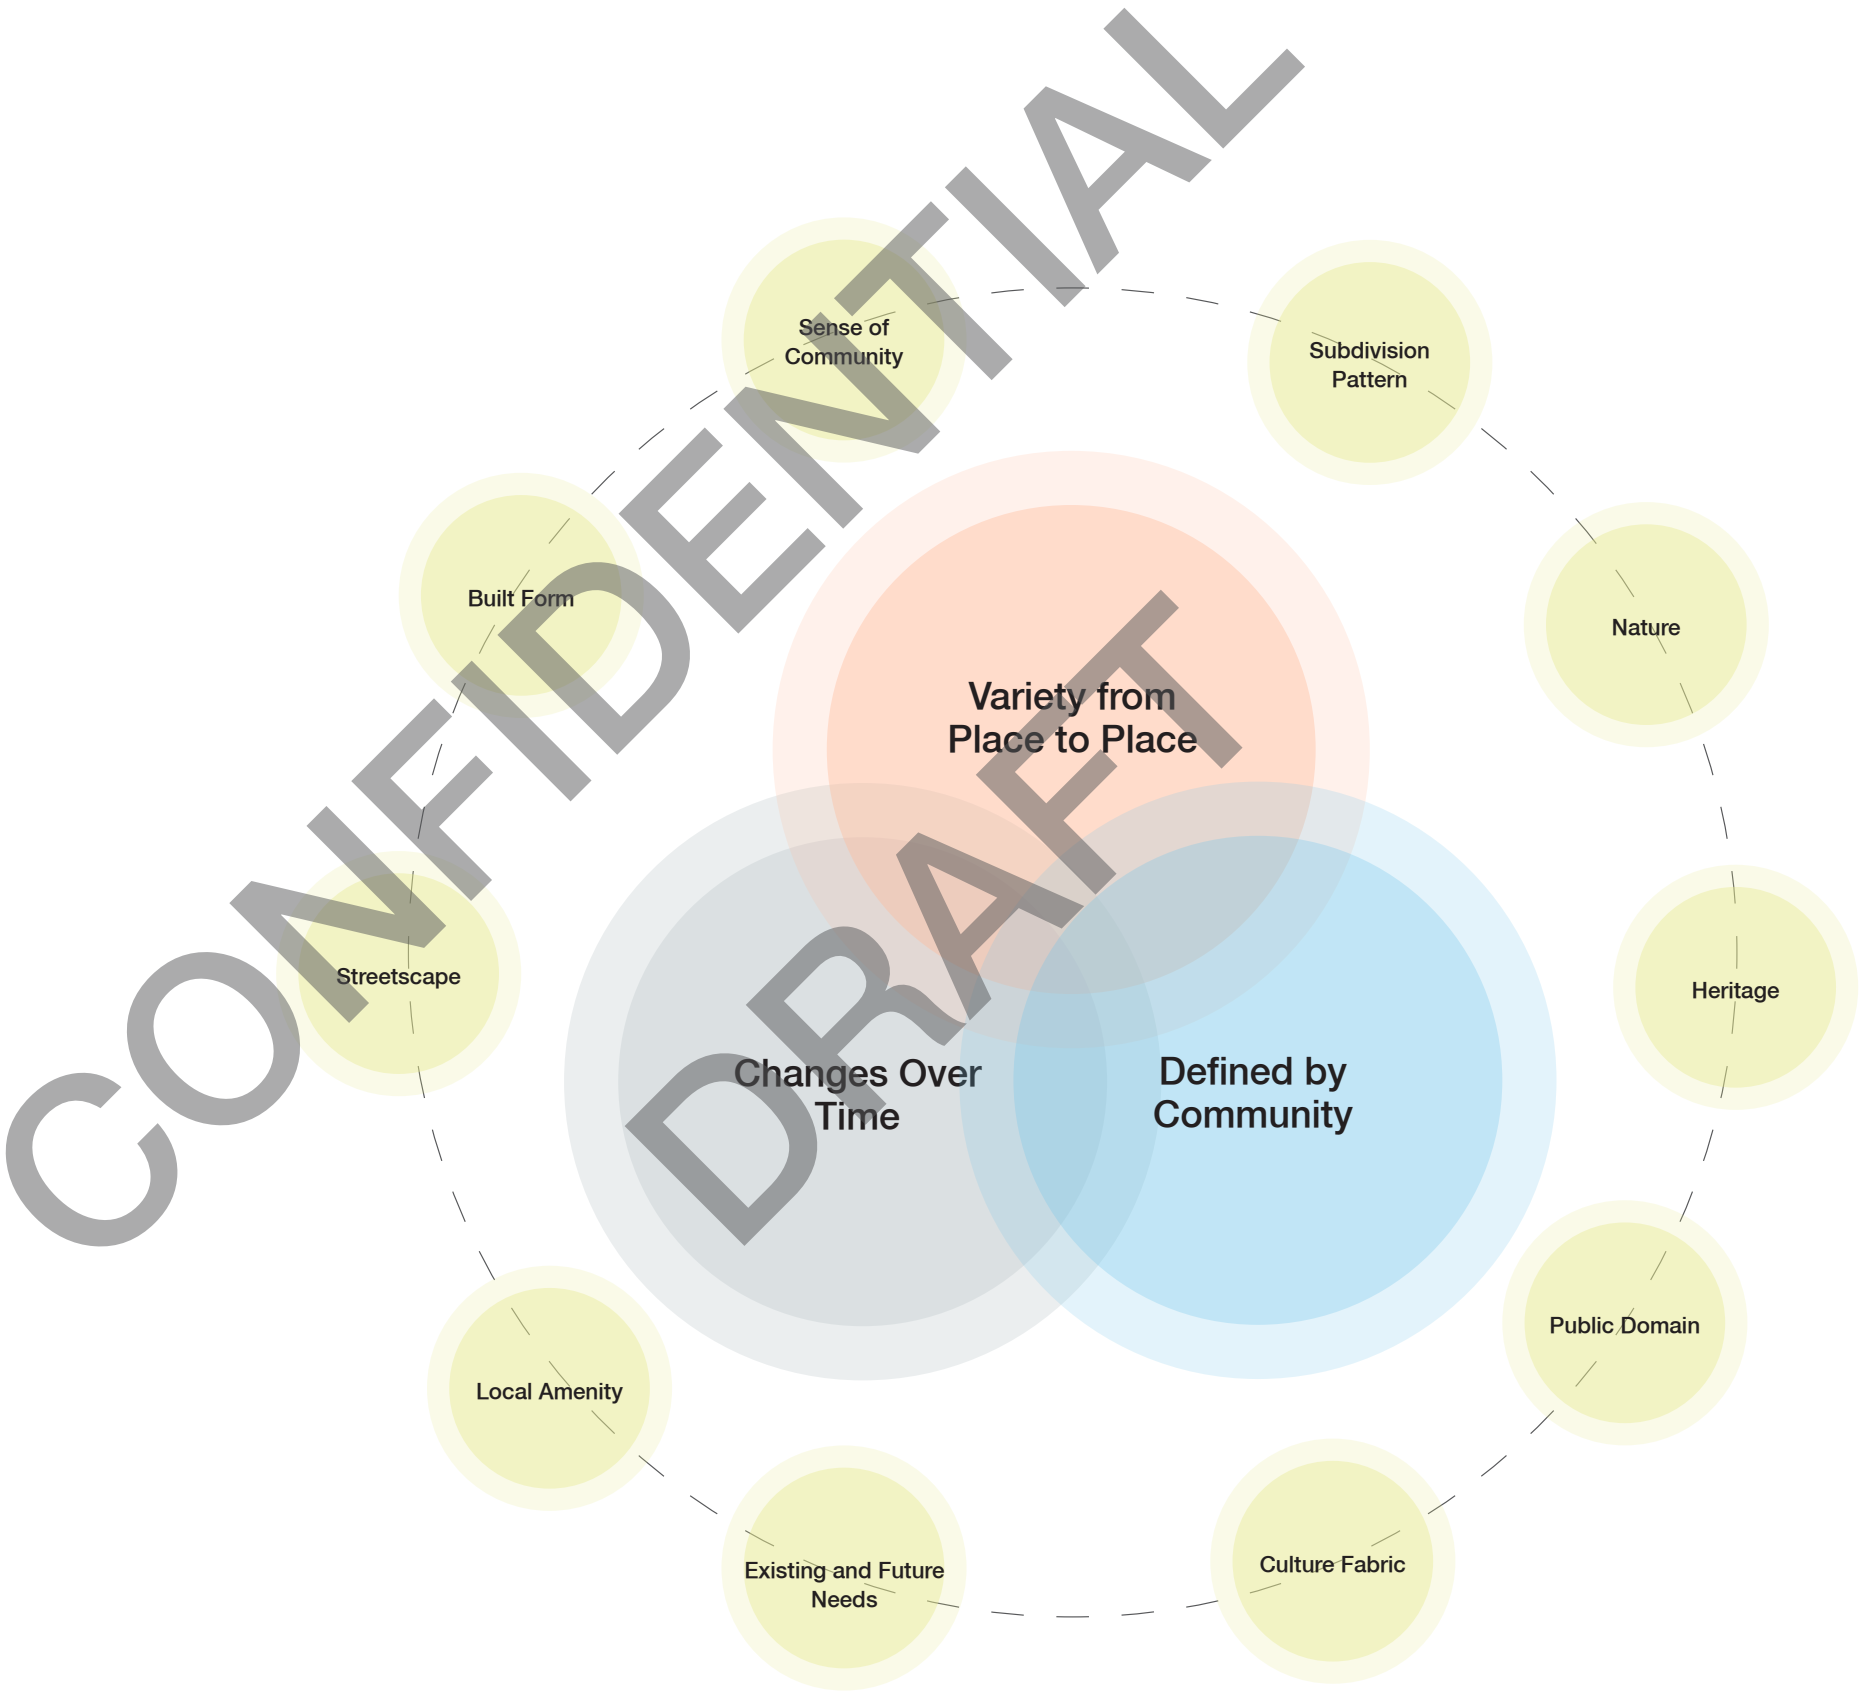 CONFIDENTIAL
Sense of
Community
Subdivision
Pattern
Built Form
Nature
Variety from
Place to Place
DRAFT
Streetscape
Heritage
Changes Over
Time
Defined by
Community
Public Domain
Local Amenity
Existing and Future
Needs
Culture Fabric